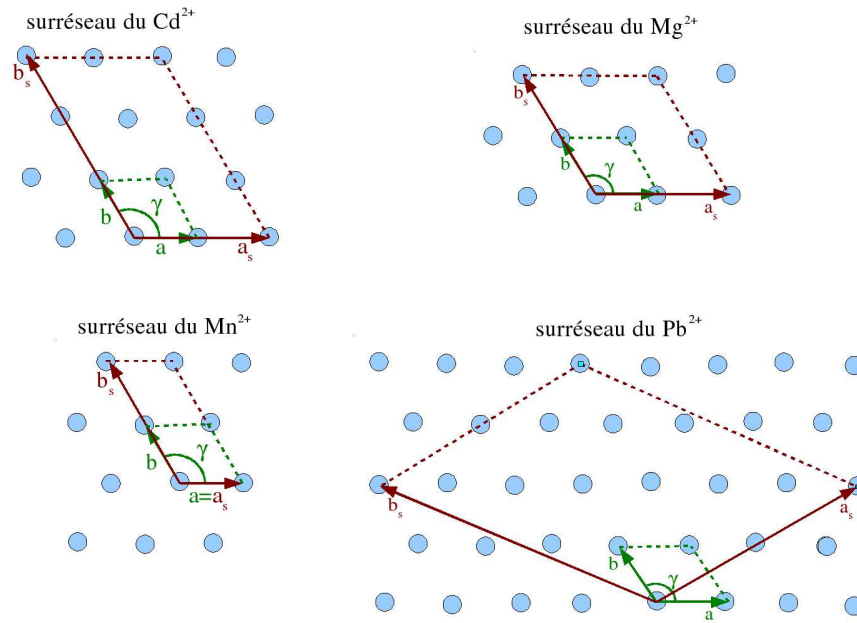 surréseau du Cd2+
bs
b
γ
a
as
surréseau du Mg2+
bs
b
γ
a
as
surréseau du Mn2+
bs
b
γ
a=as
surréseau du Pb2+
bs
as
b
γ
a